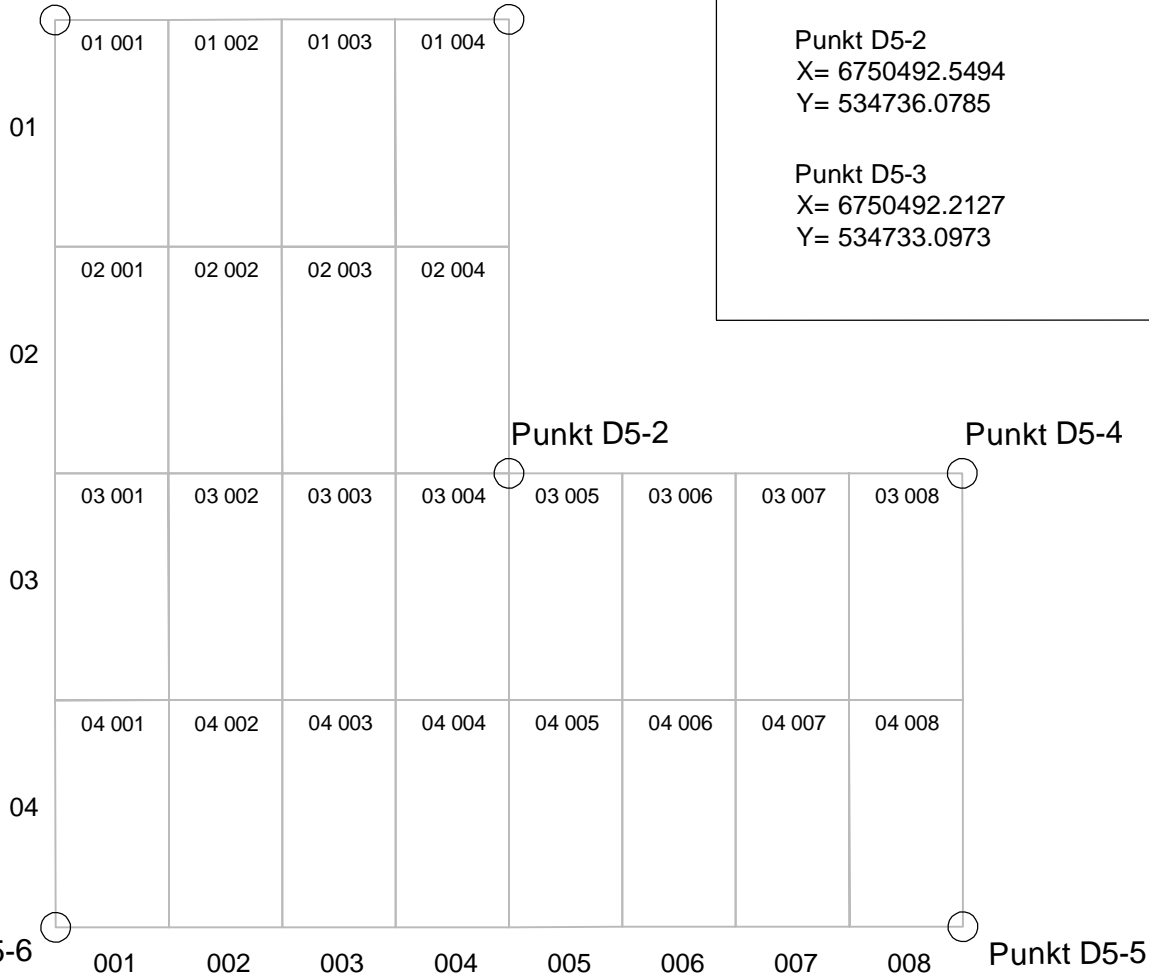 01 001 01 002 01 003 01 004
01
02 001 02 002 02 003 02 004
02
Punkt D5-2
X= 6750492.5494
Y= 534736.0785
Punkt D5-3
X= 6750492.2127
Y= 534733.0973
Punkt D5-2
Punkt D5-4
03 001 03 002 03 003 03 004 03 005 03 006 03 007 03 008
03
04 001 04 002 04 003 04 004 04 005 04 006 04 007 04 008
04
5-6
Punkt D5-5
001 002 003 004 005 006 007 008